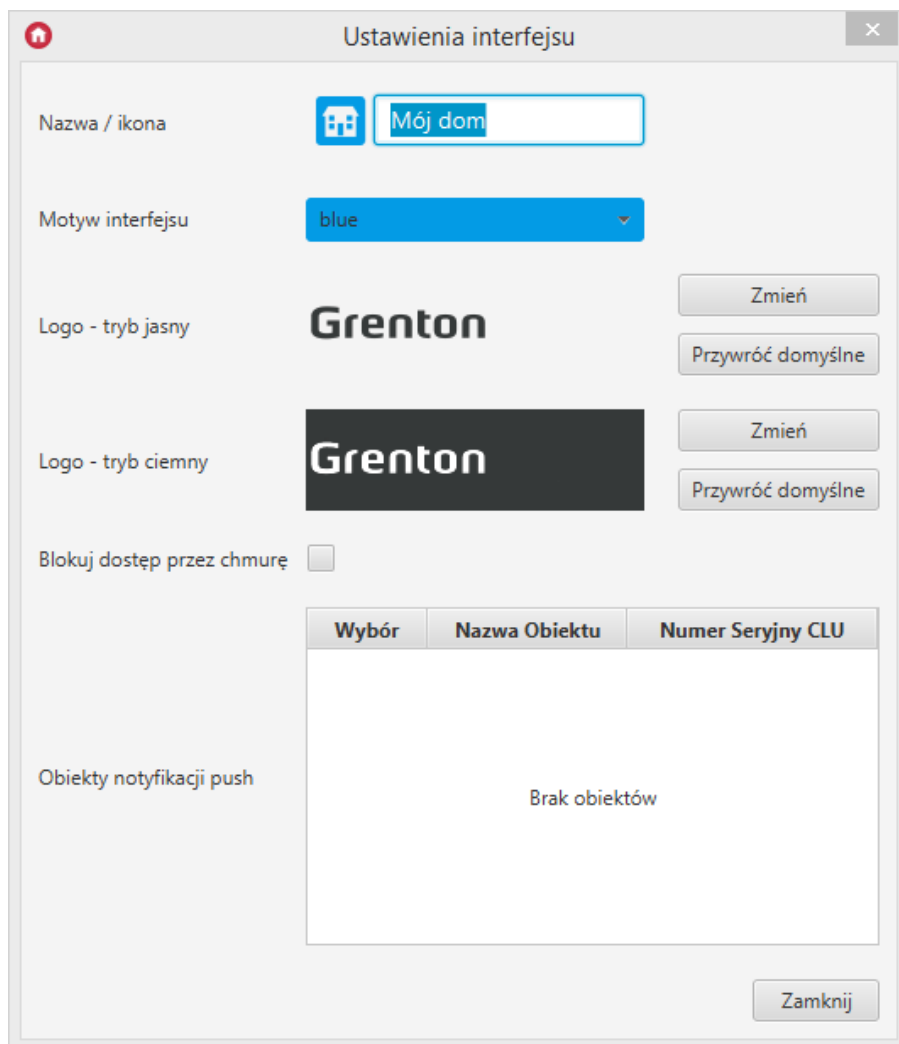 Ustawienia interfejsu
Nazwa / ikona
Mój dom
Motyw interfejsu
blue
Logo - tryb jasny
Grenton
Zmień
Przywróć domyślne
Logo - tryb ciemny
Grenton
Zmień
Przywróć domyślne
Blokuj dostęp przez chmurę
Wybór Nazwa Obiektu Numer Seryjny CLU
Obiekty notyfikacji push
Brak obiektów
Zamknij